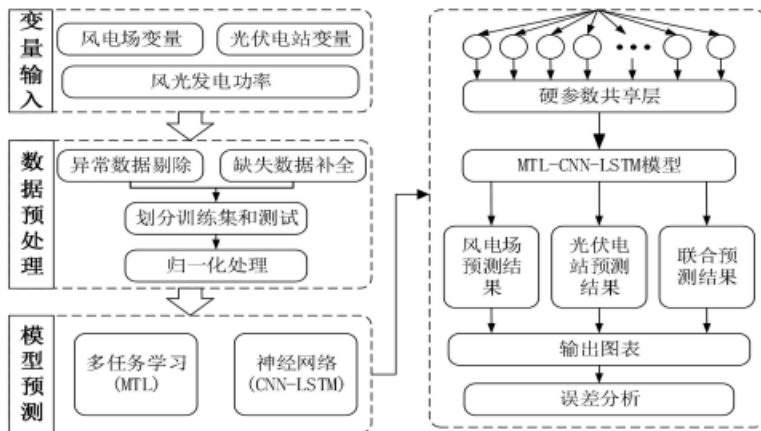 变量输入
风电场变量
光伏电站变量
风光发电功率
数据预处理
异常数据剔除
缺失数据补全
划分训练集和测试
归一化处理
模型预测
多任务学习
(MTL)
神经网络
(CNN-LSTM)
硬参数共享层
MTL-CNN-LSTM模型
风电场
预测结
果
光伏电
站预测
结果
联合预
测结果
输出图表
误差分析